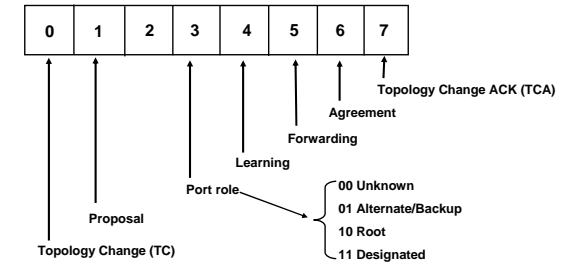 0 1 2 3 4 5 6 7
Topology Change ACK (TCA)
Agreement
Forwarding
Learning
Port role
00 Unknown
01 Alternate/Backup
10 Root
11 Designated
Proposal
Topology Change (TC)